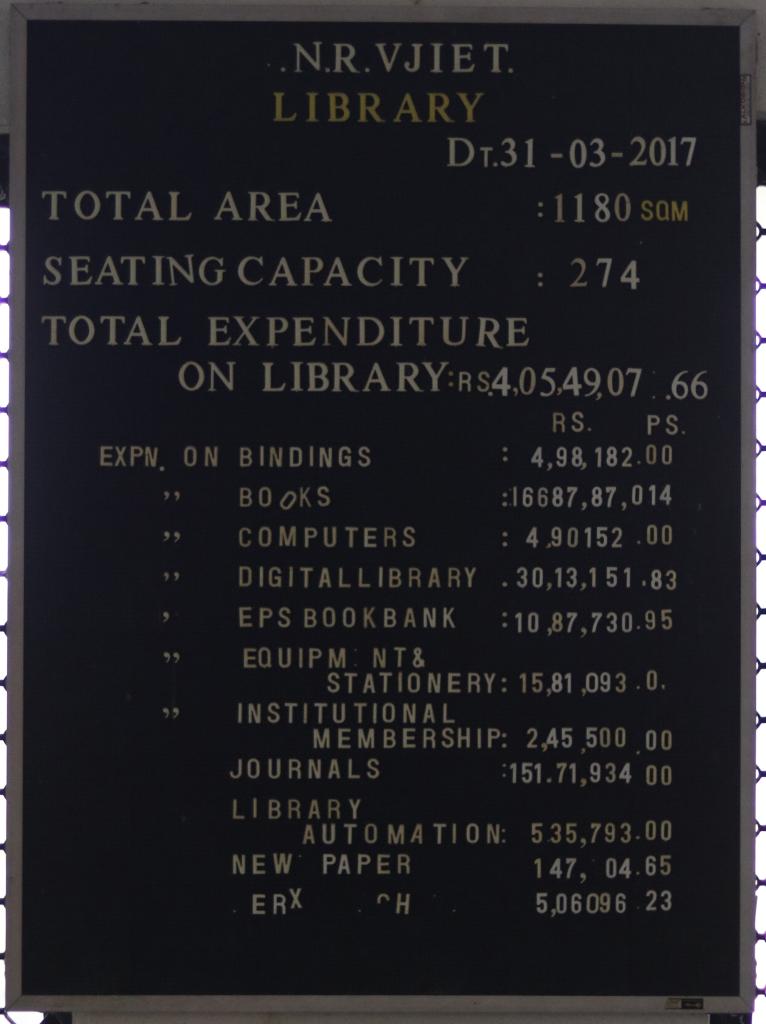 .N.R.VJIET.
LIBRARY
DT.31-03-2017
TOTAL AREA :1180 SQM
SEATING CAPACITY : 274
TOTAL EXPENDITURE
ON LIBRARY:RS.4,05,49,07 .66
RS. PS.
EXPN. ON BINDINGS : 4,98,182.00
,, BOOKS :16687,87,014
,, COMPUTERS : 4.90152 .00
,, DIGITAL LIBRARY .30,13,151.83
, EPS BOOKBANK :10,87,730.95
,, EQUIPM NT&
STATIONERY: 15,81,093.0.
,, INSTITUTIONAL
MEMBERSHIP: 2,45,500.00
JOURNALS :151.71,934 00
LIBRARY
AUTOMATION: 535,793.00
NEW PAPER 147, 04.65
5,06096.23